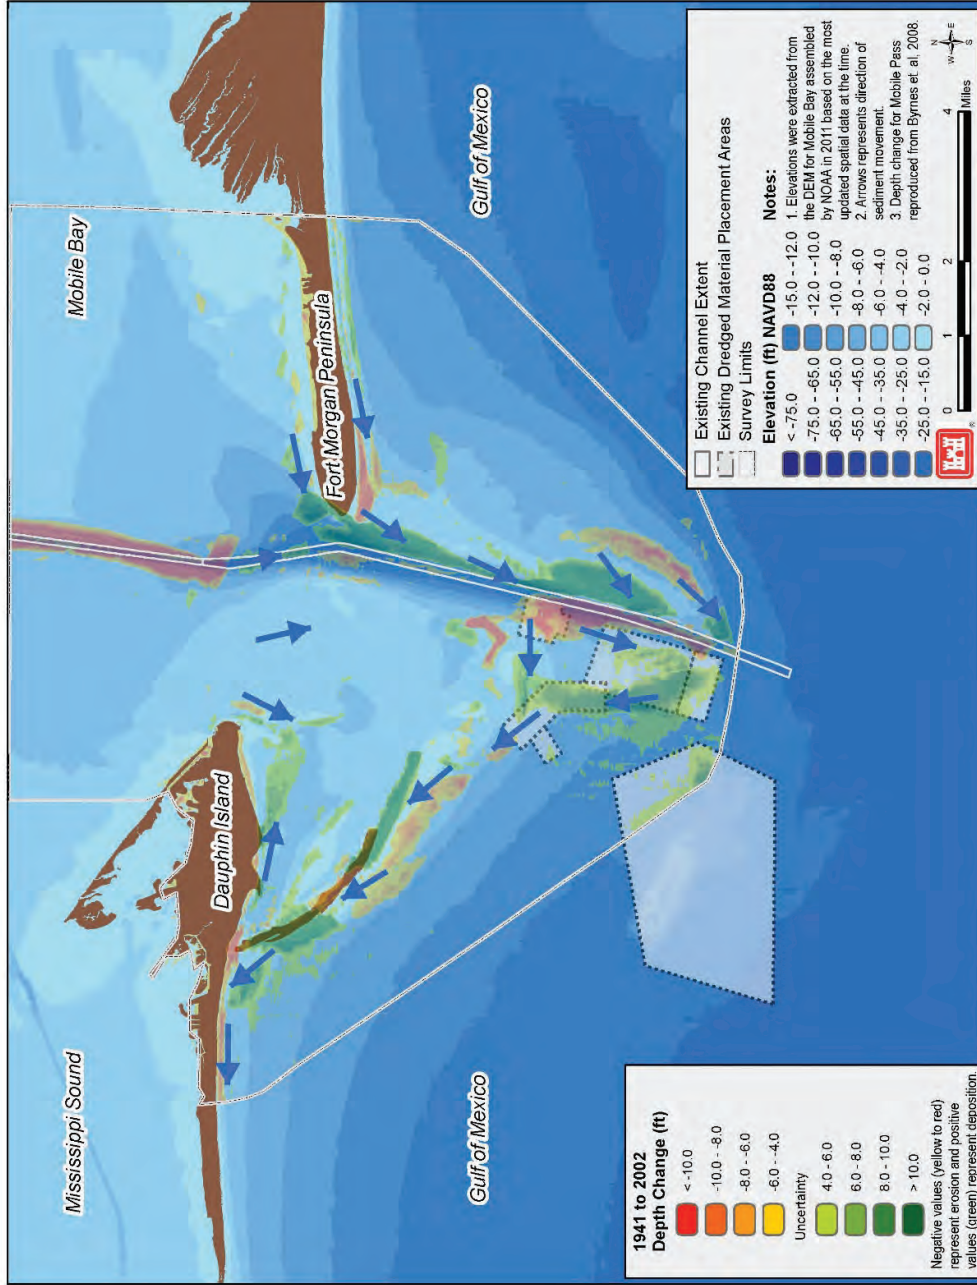 Mississippi Sound
Mobile Bay
Dauphin Island
Fort Morgan Peninsula
Gulf of Mexico
Gulf of Mexico
1941 to 2002
Depth Change (ft)
< -10.0
-10.0 - -8.0
-8.0 - -6.0
-6.0 - -4.0
Uncertainty
4.0 - 6.0
6.0 - 8.0
8.0 - 10.0
> 10.0
Negative values (yellow to red)
represent erosion and positive
values (green) represent deposition.
Existing Channel Extent
Existing Dredged Material Placement Areas
Survey Limits
Elevation (ft) NAVD88
< -75.0
-75.0 - -65.0
-65.0 - -55.0
-55.0 - -45.0
-45.0 - -35.0
-35.0 - -25.0
-25.0 - -15.0
-15.0 - -12.0
-12.0 - -10.0
-10.0 - -8.0
-8.0 - -6.0
-6.0 - -4.0
-4.0 - -2.0
-2.0 - 0.0
Notes:
1. Elevations were extracted from
the DEM for Mobile Bay assembled
by NOAA in 2011 based on the most
updated spatial data at the time.
2. Arrows represents direction of
sediment movement.
3. Depth change for Mobile Pass
reproduced from Byrnes et. al. 2008.
®
0 1 2 4
Miles
N
W E
S